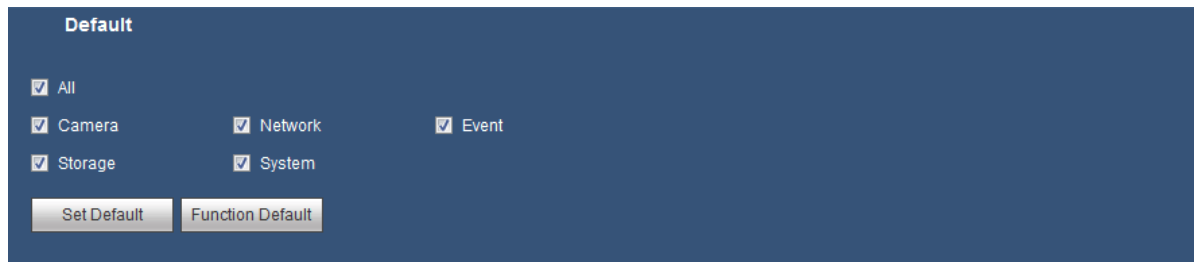 Default
All
Camera Network Event
Storage System
Set Default Function Default